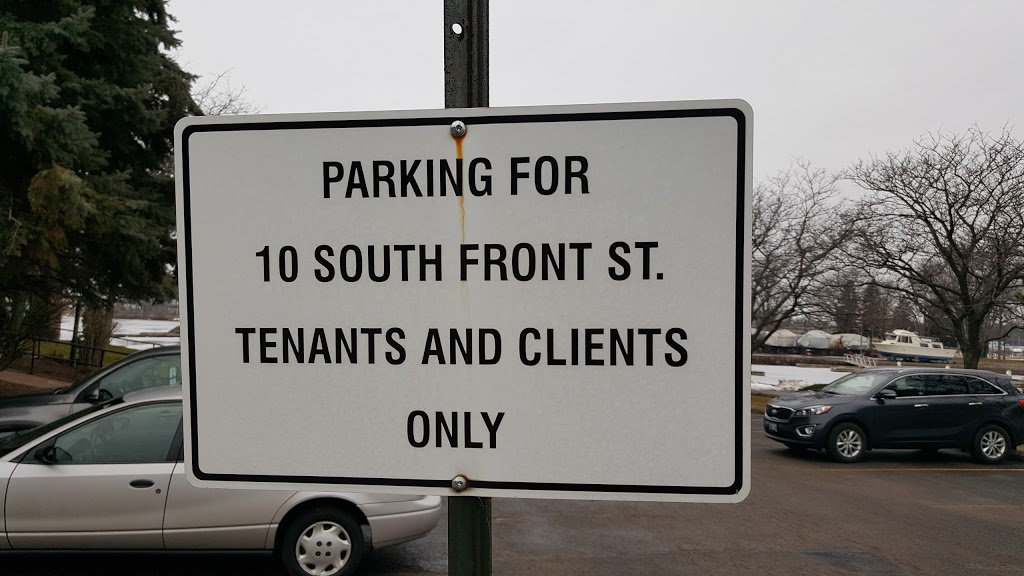 PARKING FOR
10 SOUTH FRONT ST.
TENANTS AND CLIENTS
ONLY